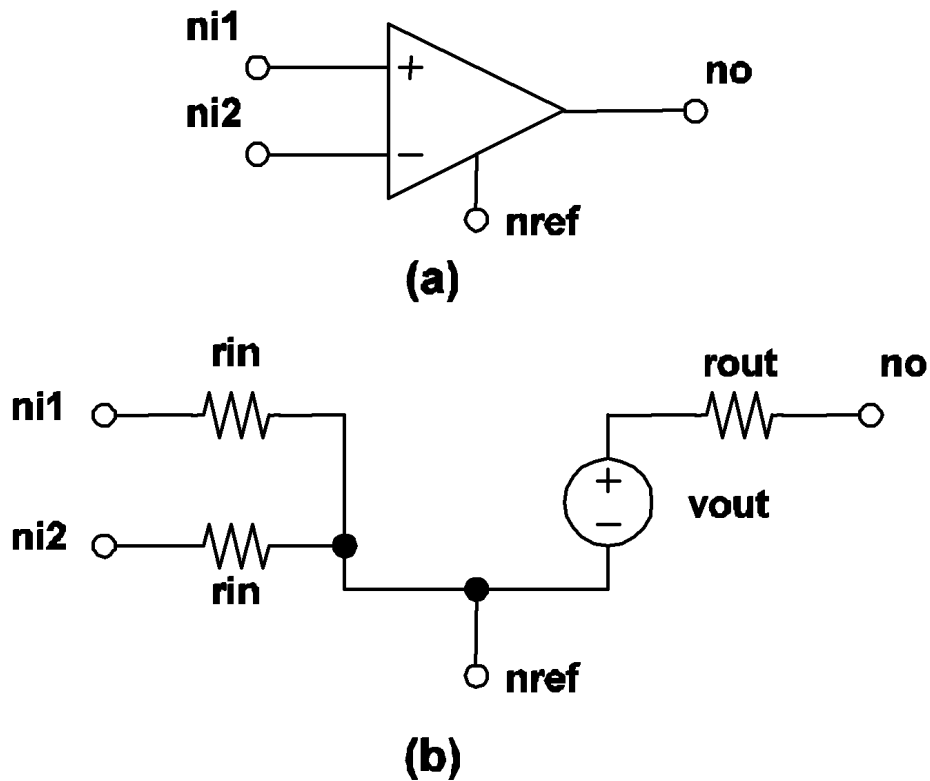 ni1
+
no
ni2
−
nref
(a)
rin
rout
no
ni1
+
vout
−
ni2
rin
nref
(b)